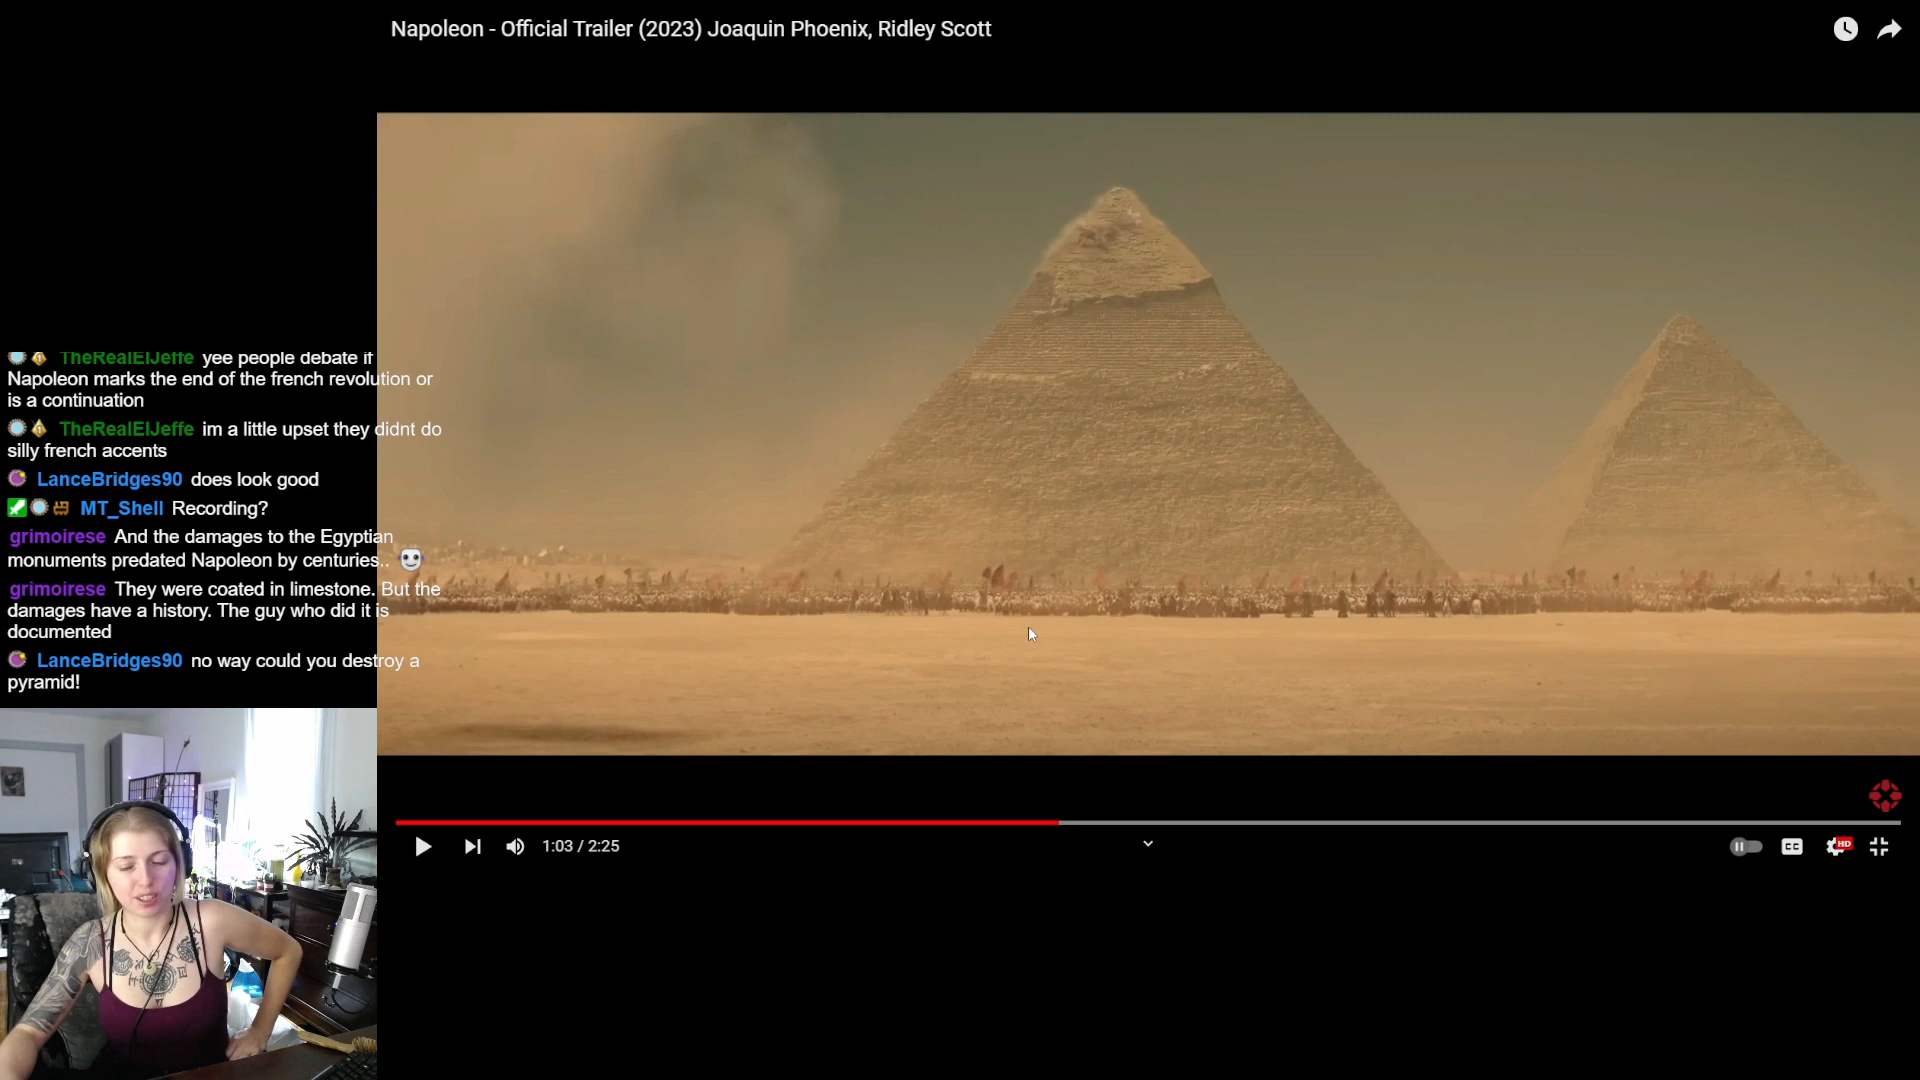 Napoleon - Official Trailer (2023) Joaquin Phoenix, Ridley Scott
TheRealElJeffe yee people debate if
Napoleon marks the end of the french revolution or
is a continuation
TheRealElJeffe im a little upset they didnt do
silly french accents
LanceBridges90 does look good
MT_Shell Recording?
grimoirese And the damages to the Egyptian
monuments predated Napoleon by centuries..
grimoirese They were coated in limestone. But the
damages have a history. The guy who did it is
documented
LanceBridges90 no way could you destroy a
pyramid!
1:03 / 2:25
CC
HD